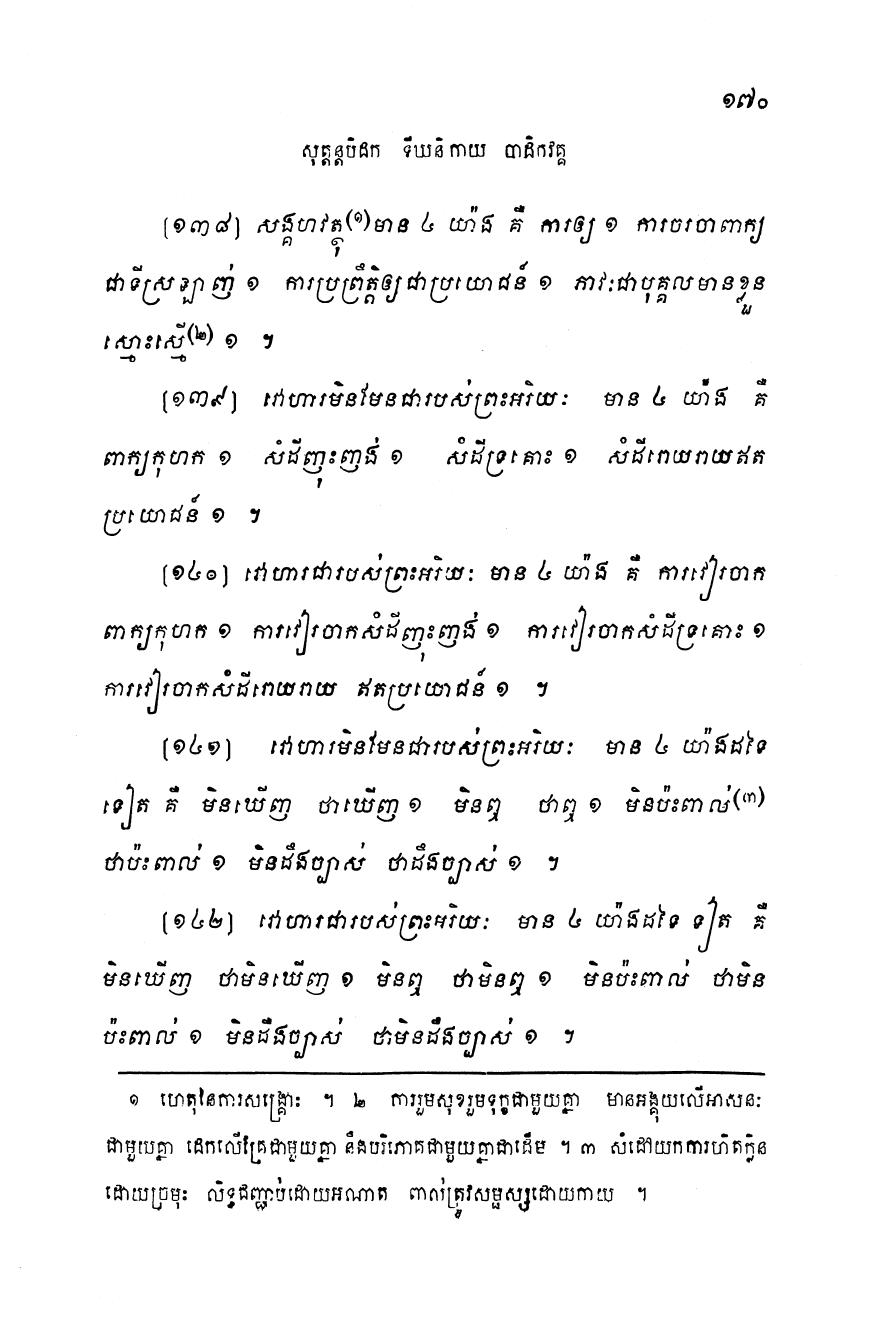 ១៧០
សុត្តន្តបិដក ទីឃនិកាយ បាដិកវគ្គ
[១៣៨] សង្គហវត្ថុ(១)មាន ៤ យ៉ាង គឺ ការឲ្យ ១ ការចរចាពាក្យ
ជាទីស្រឡាញ់ ១ ការប្រព្រឹត្តិឲ្យជាប្រយោជន៍ ១ ភាវៈជាបុគ្គលមានខ្លួន
ស្មោះស្មើ(២) ១ ។
[១៣៩] វោហារមិនមែនជារបស់ព្រះអរិយៈ មាន ៤ យ៉ាង គឺ
ពាក្យកុហក ១ សំដីញុះញង់ ១ សំដីទ្រគោះ ១ សំដីរោយរាយឥត
ប្រយោជន៍ ១ ។
[១៤០] វោហារជារបស់ព្រះអរិយៈ មាន ៤ យ៉ាង គឺ ការវៀរចាក
ពាក្យកុហក ១ ការវៀរចាកសំដីញុះញង់ ១ ការវៀរចាកសំដីទ្រគោះ ១
ការវៀរចាកសំដីរោយរាយ ឥតប្រយោជន៍ ១ ។
[១៤១] វោហារមិនមែនជារបស់ព្រះអរិយៈ មាន ៤ យ៉ាងដទៃ
ទៀត គឺ មិនឃើញ ថាឃើញ ១ មិនឮ ថាឮ ១ មិនប៉ះពាល់(៣)
ថាប៉ះពាល់ ១ មិនដឹងច្បាស់ ថាដឹងច្បាស់ ១ ។
[១៤២] វោហារជារបស់ព្រះអរិយៈ មាន ៤ យ៉ាងដទៃ ទៀត គឺ
មិនឃើញ ថាមិនឃើញ ១ មិនឮ ថាមិនឮ ១ មិនប៉ះពាល់ ថាមិន
ប៉ះពាល់ ១ មិនដឹងច្បាស់ ថាមិនដឹងច្បាស់ ១ ។
១ ហេតុនៃការសង្គ្រោះ ។ ២ ការរួមសុខរួមទុក្ខជាមួយគ្នា មានអង្គុយលើអាសនៈ
ជាមួយគ្នា ដេកលើគ្រែជាមួយគ្នា នឹងបរិភោគជាមួយគ្នាជាដើម ។ ៣ សំដៅយកការហិតក្លិន
ដោយច្រមុះ លិទ្ធជញ្ជាប់ដោយអណាត ពាល់ត្រូវសម្ផស្សដោយកាយ ។